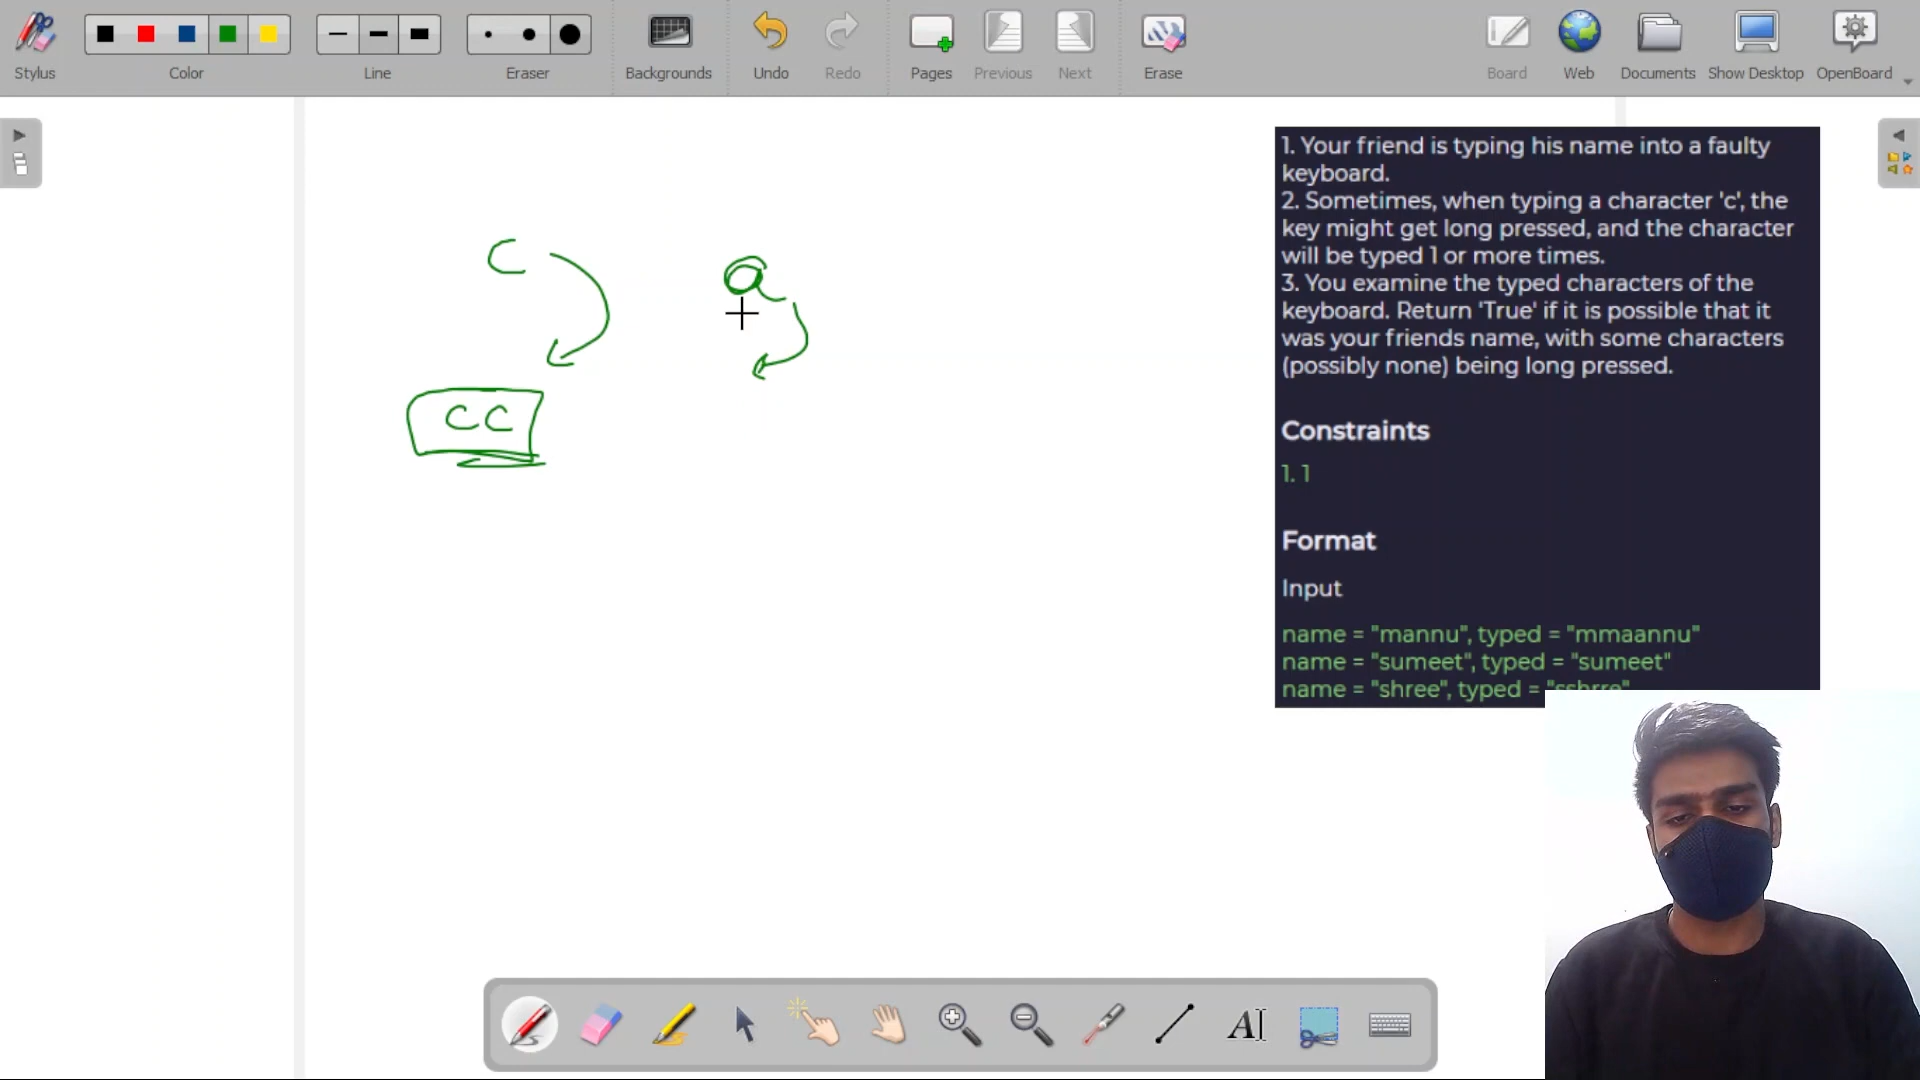 Stylus
Color
Line
Eraser
Backgrounds
Undo
Redo
Pages
Previous
Next
Erase
Board
Web
Documents
Show Desktop
OpenBoard
C
a
CC
1. Your friend is typing his name into a faulty
keyboard.
2. Sometimes, when typing a character 'c', the
key might get long pressed, and the character
will be typed 1 or more times.
3. You examine the typed characters of the
keyboard. Return 'True' if it is possible that it
was your friends name, with some characters
(possibly none) being long pressed.
Constraints
1. 1
Format
Input
name = "mannu", typed = "mmaannu"
name = "sumeet", typed = "sumeet"
name = "shree", typed = "sshrre"
A